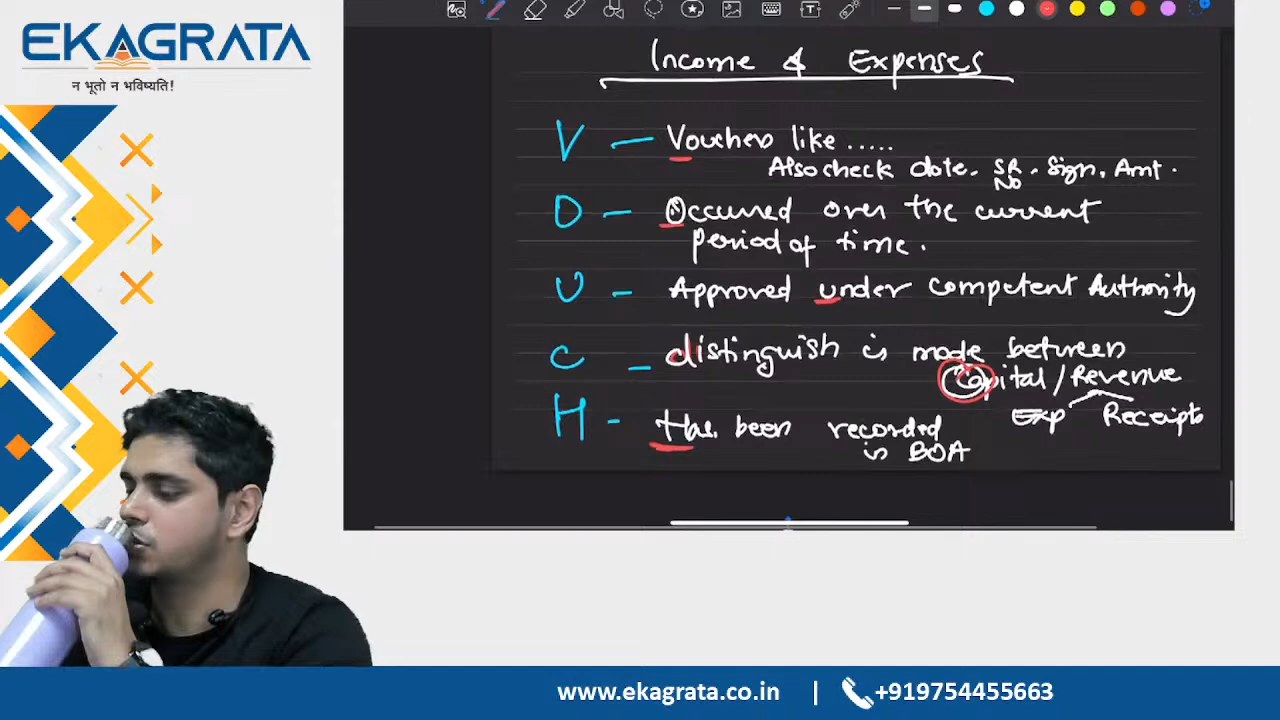 EKAGRATA
न भूतो न भविष्यति!
Income & Expenses
V — Vouchers like .....
Also check date. SR No. Sign. Amt.
O — Occurred over the current
period of time.
U — Approved under competent Authority
C — distinguish is made between
Capital / Revenue
Exp Receipts
H - Has been recorded
in BOA
www.ekagrata.co.in | +919754455663